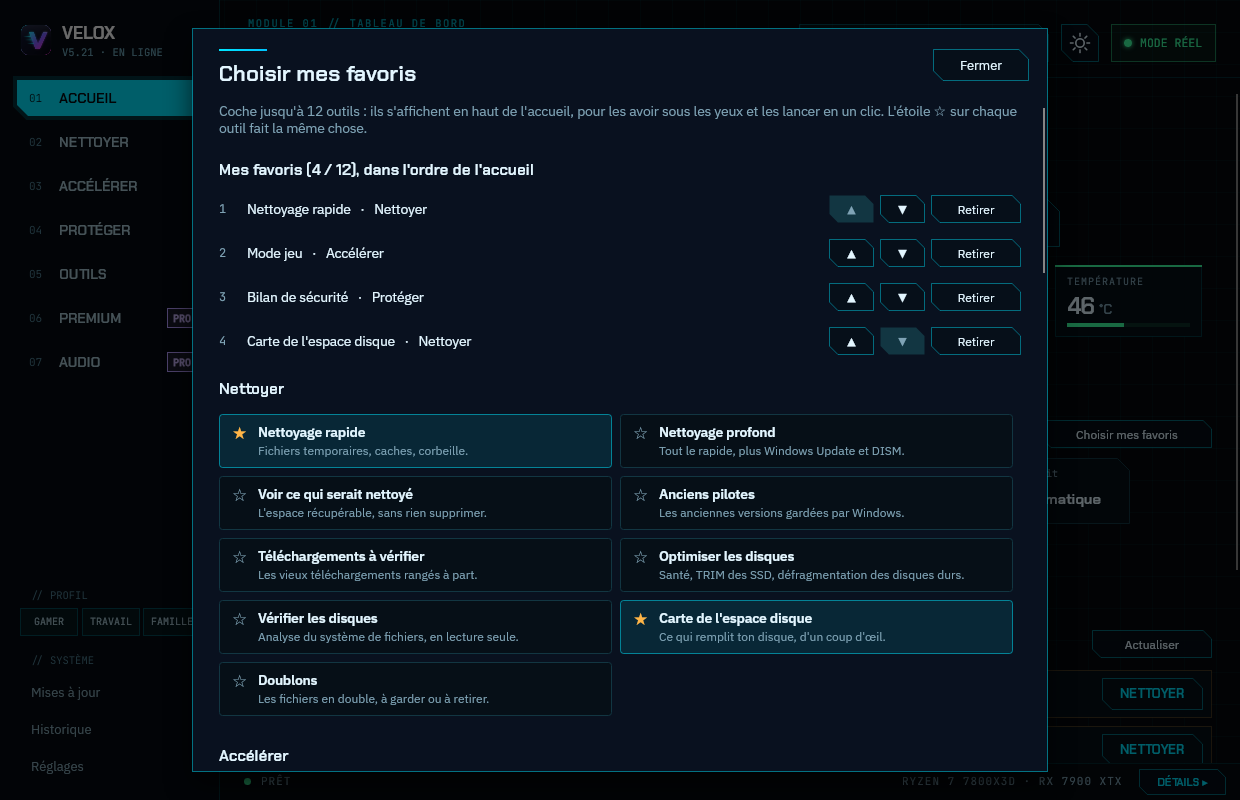 VELOX
V5.21 · EN LIGNE
MODULE 01 // TABLEAU DE BORD
MODE RÉEL
01 ACCUEIL
02 NETTOYER
03 ACCÉLÉRER
04 PROTÉGER
05 OUTILS
06 PREMIUM PRO
07 AUDIO PRO
// PROFIL
GAMER TRAVAIL FAMILLE
// SYSTÈME
Mises à jour
Historique
Réglages
Choisir mes favoris
Fermer
Coche jusqu'à 12 outils : ils s'affichent en haut de l'accueil, pour les avoir sous les yeux et les lancer en un clic. L'étoile ☆ sur chaque
outil fait la même chose.
Mes favoris (4 / 12), dans l'ordre de l'accueil
1 Nettoyage rapide · Nettoyer ▲ ▼ Retirer
2 Mode jeu · Accélérer ▲ ▼ Retirer
3 Bilan de sécurité · Protéger ▲ ▼ Retirer
4 Carte de l'espace disque · Nettoyer ▲ ▼ Retirer
Nettoyer
★ Nettoyage rapide
Fichiers temporaires, caches, corbeille.
☆ Nettoyage profond
Tout le rapide, plus Windows Update et DISM.
☆ Voir ce qui serait nettoyé
L'espace récupérable, sans rien supprimer.
☆ Anciens pilotes
Les anciennes versions gardées par Windows.
☆ Téléchargements à vérifier
Les vieux téléchargements rangés à part.
☆ Optimiser les disques
Santé, TRIM des SSD, défragmentation des disques durs.
☆ Vérifier les disques
Analyse du système de fichiers, en lecture seule.
★ Carte de l'espace disque
Ce qui remplit ton disque, d'un coup d'œil.
☆ Doublons
Les fichiers en double, à garder ou à retirer.
Accélérer
TEMPÉRATURE
46 °C
Choisir mes favoris
it
matique
Actualiser
NETTOYER
NETTOYER
PRÊT
RYZEN 7 7800X3D · RX 7900 XTX
DÉTAILS ▸